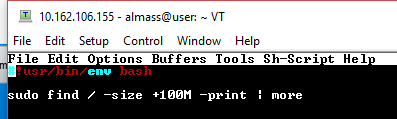 10.162.106.155 - almass@user: ~ VT
File Edit Setup Control Window Help
File Edit Options Buffers Tools Sh-Script Help
#!usr/bin/env bash
sudo find / -size +100M -print | more